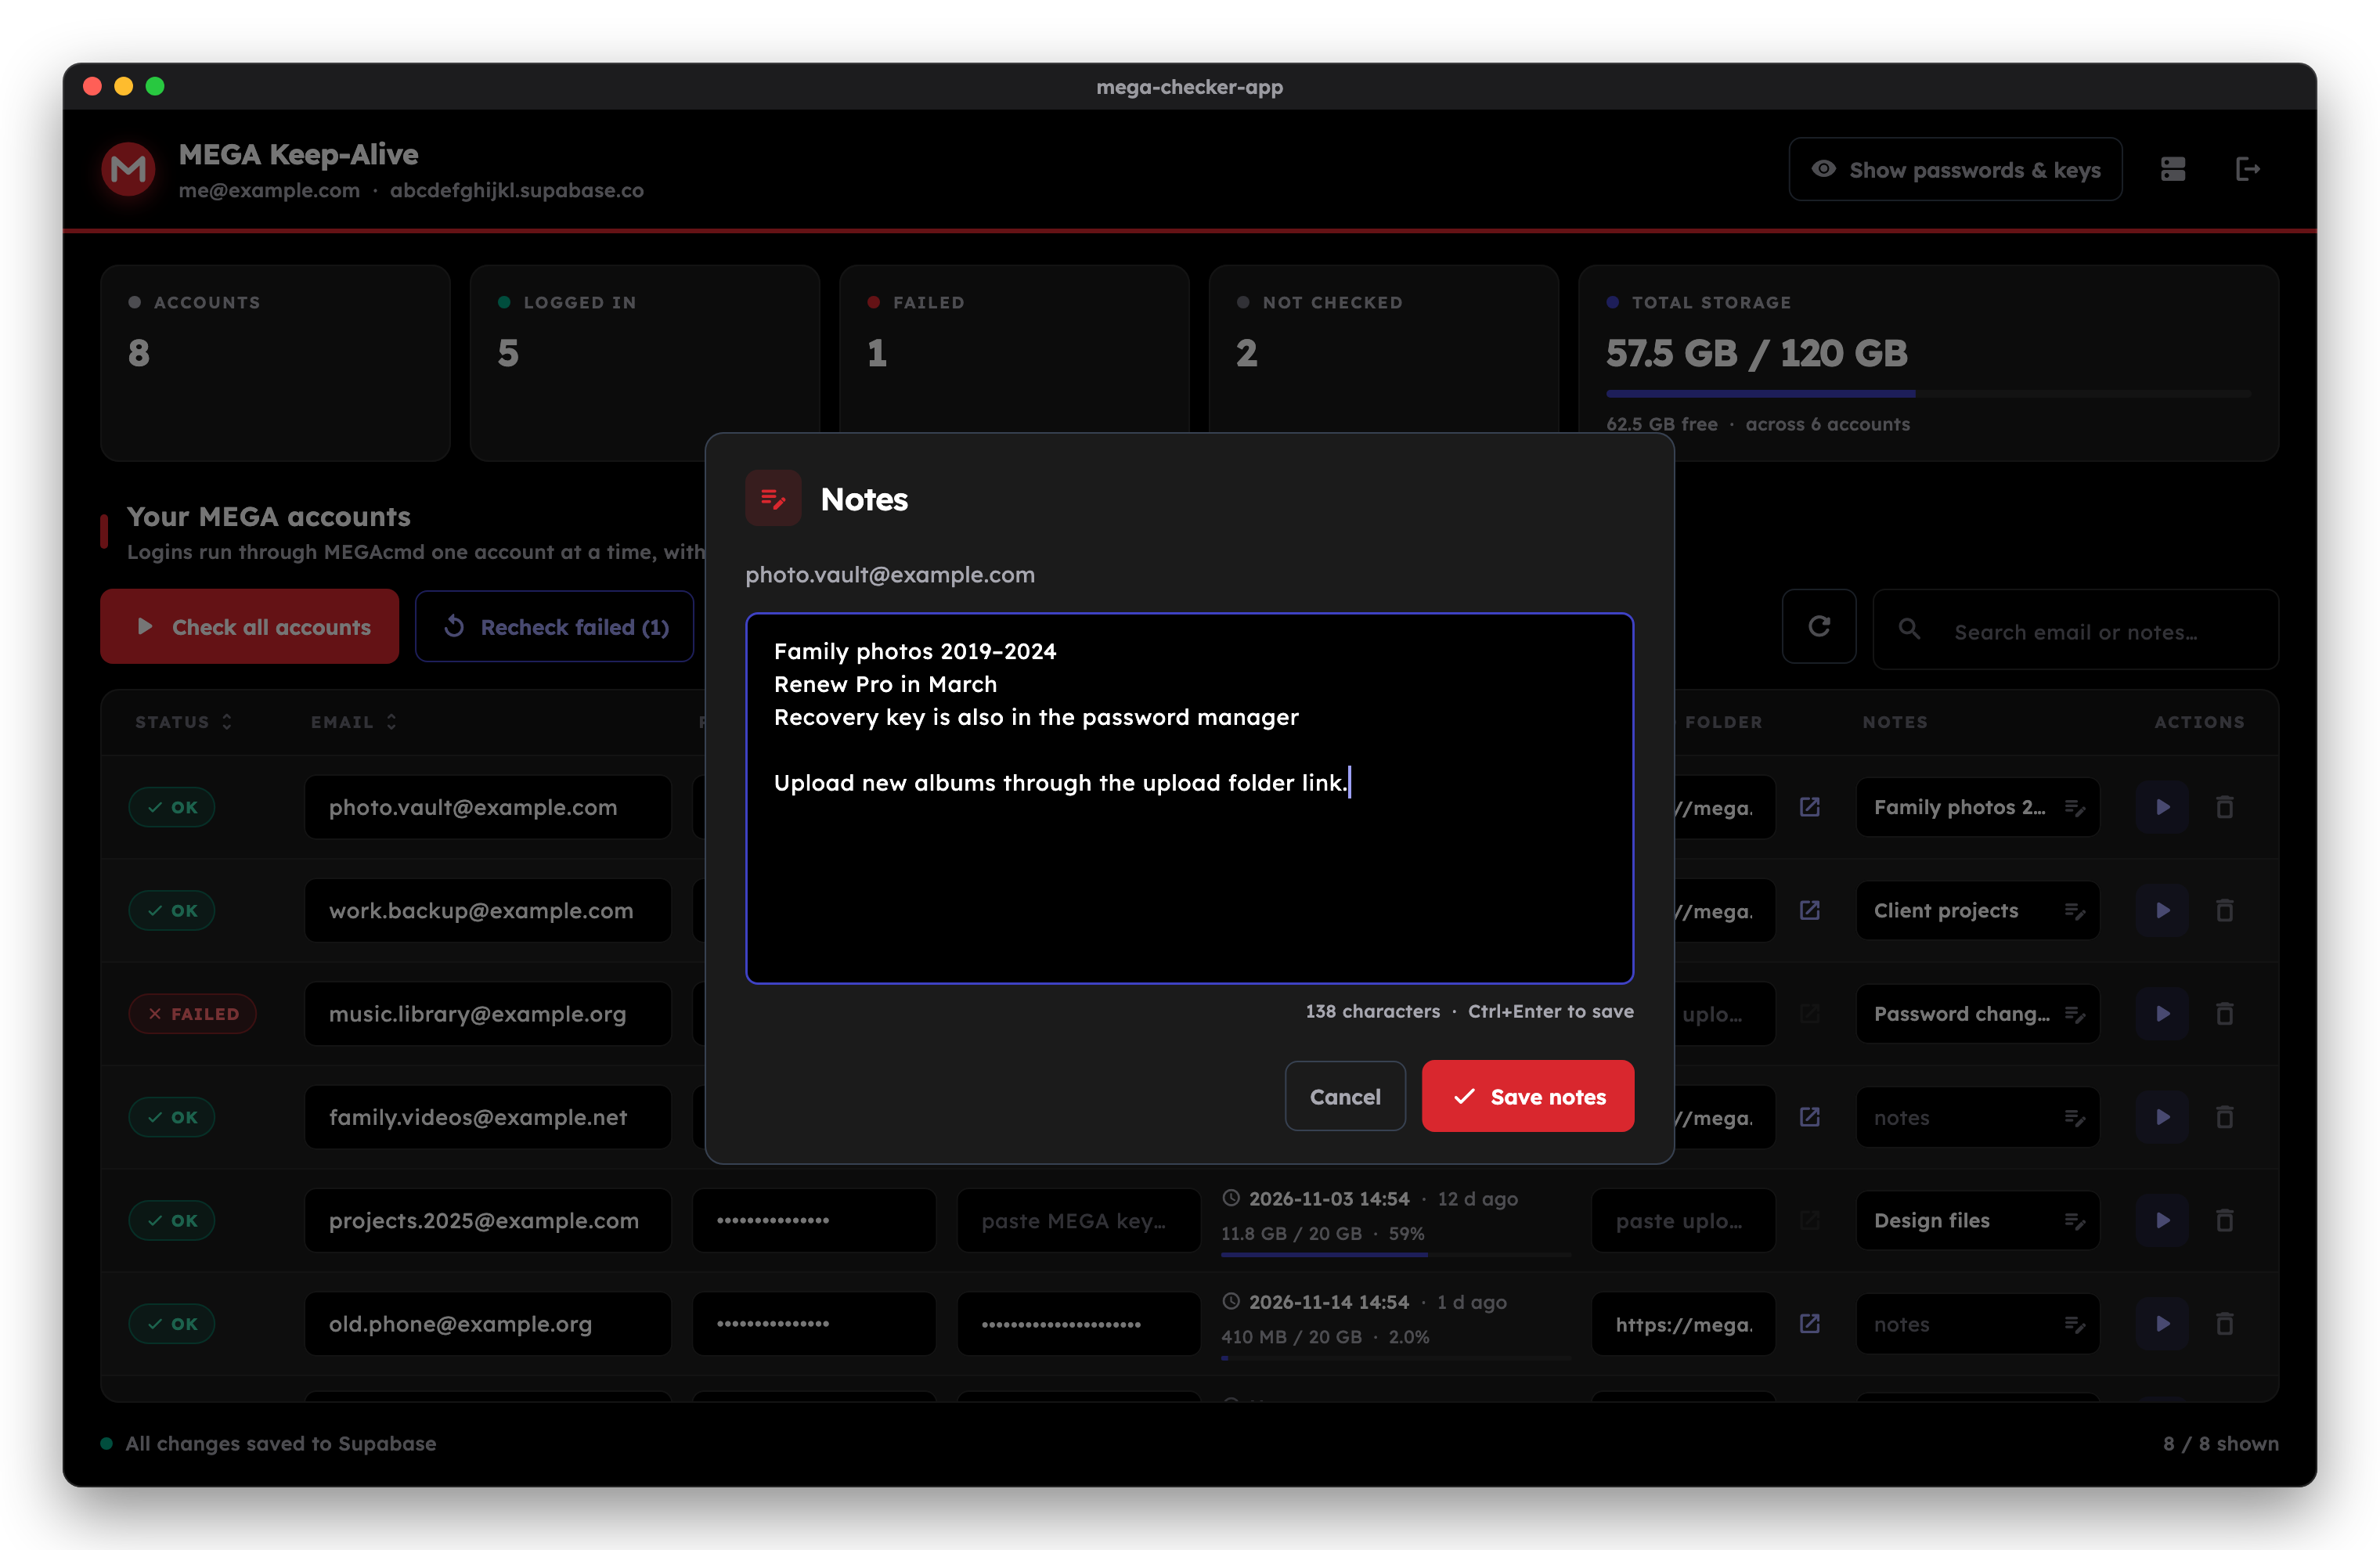 mega-checker-app
MEGA Keep-Alive
me@example.com · abcdefghijkl.supabase.co
Show passwords & keys
ACCOUNTS
8
LOGGED IN
5
FAILED
1
NOT CHECKED
2
TOTAL STORAGE
57.5 GB / 120 GB
62.5 GB free · across 6 accounts
Your MEGA accounts
Logins run through MEGAcmd one account at a time, with
Check all accounts
Recheck failed (1)
Search email or notes…
Notes
photo.vault@example.com
Family photos 2019–2024
Renew Pro in March
Recovery key is also in the password manager
Upload new albums through the upload folder link.
138 characters · Ctrl+Enter to save
Cancel
Save notes
STATUS EMAIL FOLDER NOTES ACTIONS
OK photo.vault@example.com //mega. Family photos 2…
OK work.backup@example.com //mega. Client projects
FAILED music.library@example.org uplo… Password chang…
OK family.videos@example.net //mega. notes
OK projects.2025@example.com ••••••••••••••• paste MEGA key… 2026-11-03 14:54 · 12 d ago paste uplo… Design files
11.8 GB / 20 GB · 59%
OK old.phone@example.org ••••••••••••••• •••••••••••••••••••••• 2026-11-14 14:54 · 1 d ago https://mega. notes
410 MB / 20 GB · 2.0%
All changes saved to Supabase
8 / 8 shown